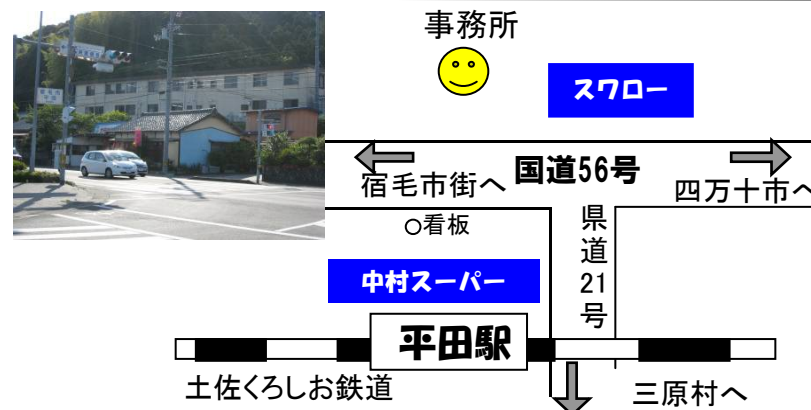 事務所
スワロー
国道56号
宿毛市街へ
四万十市へ
○看板
県道21号
中村スーパー
平田駅
土佐くろしお鉄道
三原村へ